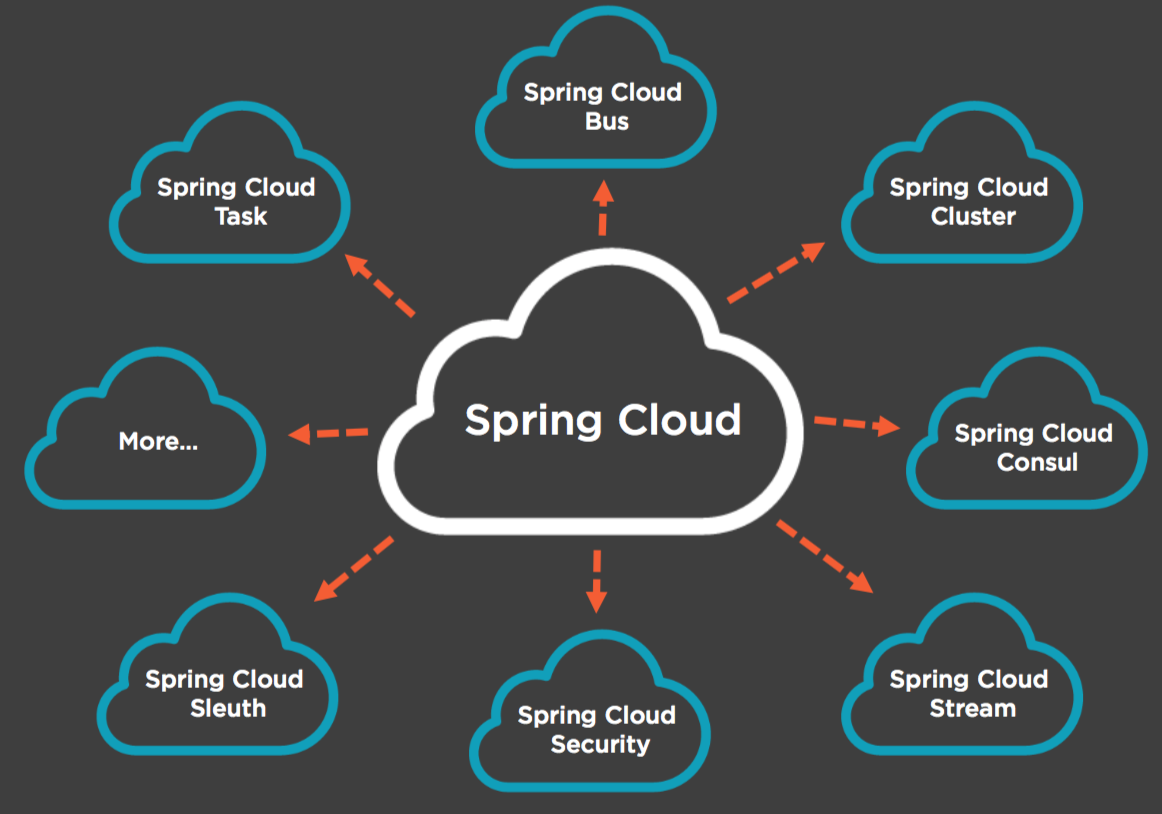 Spring Cloud
Bus
Spring Cloud
Task
Spring Cloud
Cluster
Spring Cloud
More...
Spring Cloud
Consul
Spring Cloud
Sleuth
Spring Cloud
Security
Spring Cloud
Stream